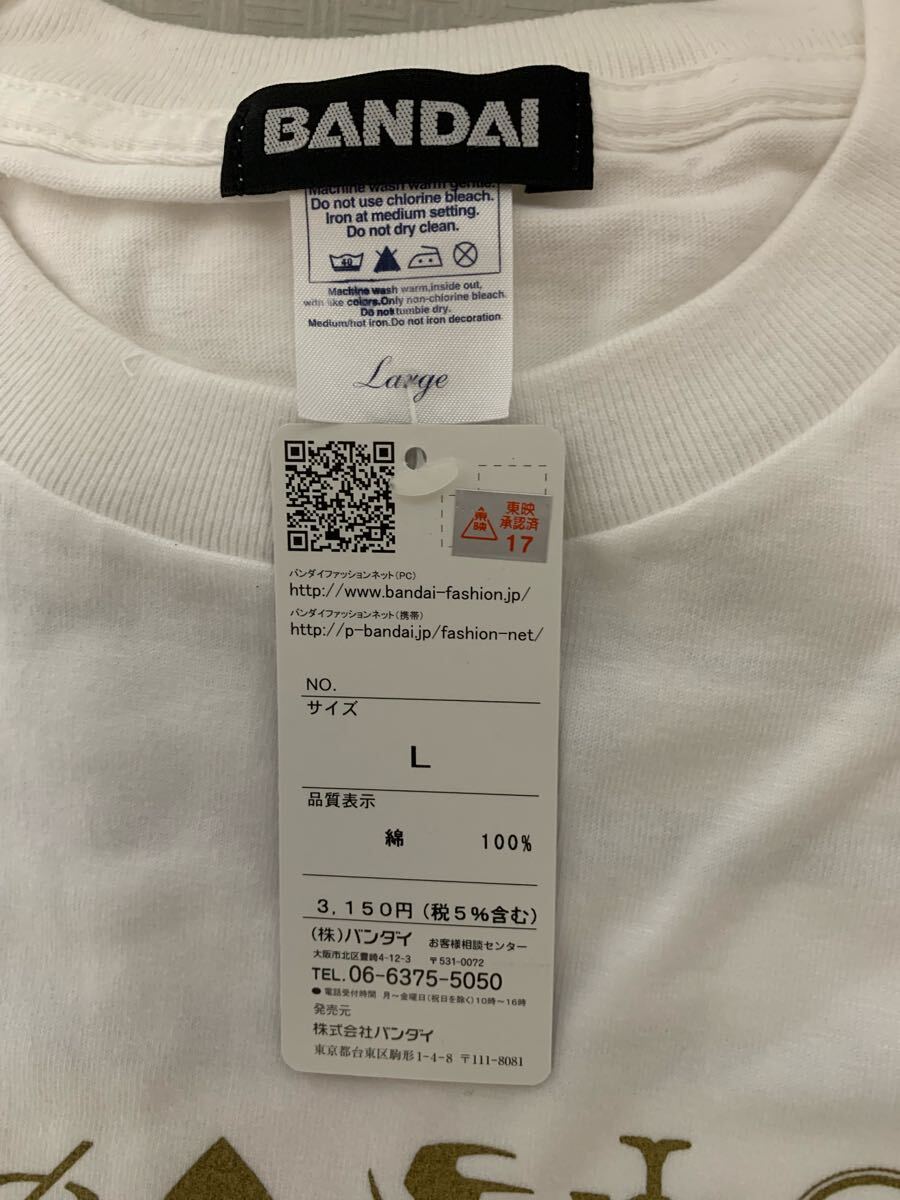 BANDAI
Machine wash warm gentle.
Do not use chlorine bleach.
Iron at medium setting.
Do not dry clean.
40
Machine wash warm,inside out,
with like colors.Only non-chlorine bleach.
Do not tumble dry.
Medium/hot iron.Do not iron decoration.
Large
東映
東映
承認済
17
バンダイファッションネット(PC)
http://www.bandai-fashion.jp/
バンダイファッションネット(携帯)
http://p-bandai.jp/fashion-net/
NO.
サイズ
L
品質表示
綿 100%
3,150円(税5%含む)
(株)バンダイ お客様相談センター
大阪市北区豊崎4-12-3 〒531-0072
TEL.06-6375-5050
●電話受付時間 月～金曜日(祝日を除く)10時～16時
発売元
株式会社バンダイ
東京都台東区駒形1-4-8 〒111-8081